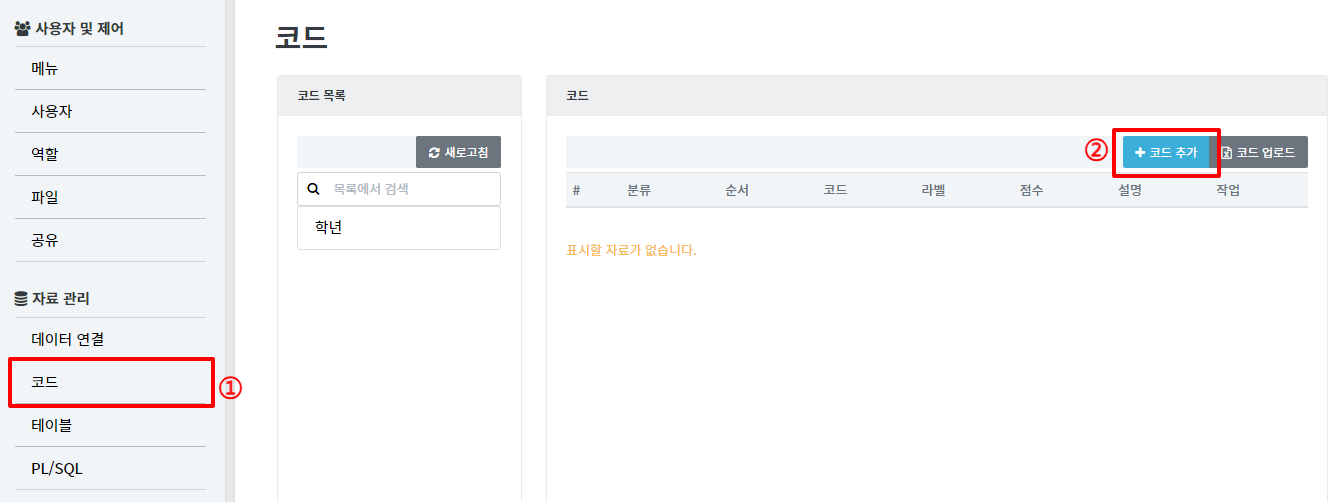 사용자 및 제어
메뉴
사용자
역할
파일
공유
자료 관리
데이터 연결
코드
①
테이블
PL/SQL
코드
코드 목록
새로고침
목록에서 검색
학년
코드
②
+ 코드 추가
코드 업로드
# 분류 순서 코드 라벨 점수 설명 작업
표시할 자료가 없습니다.